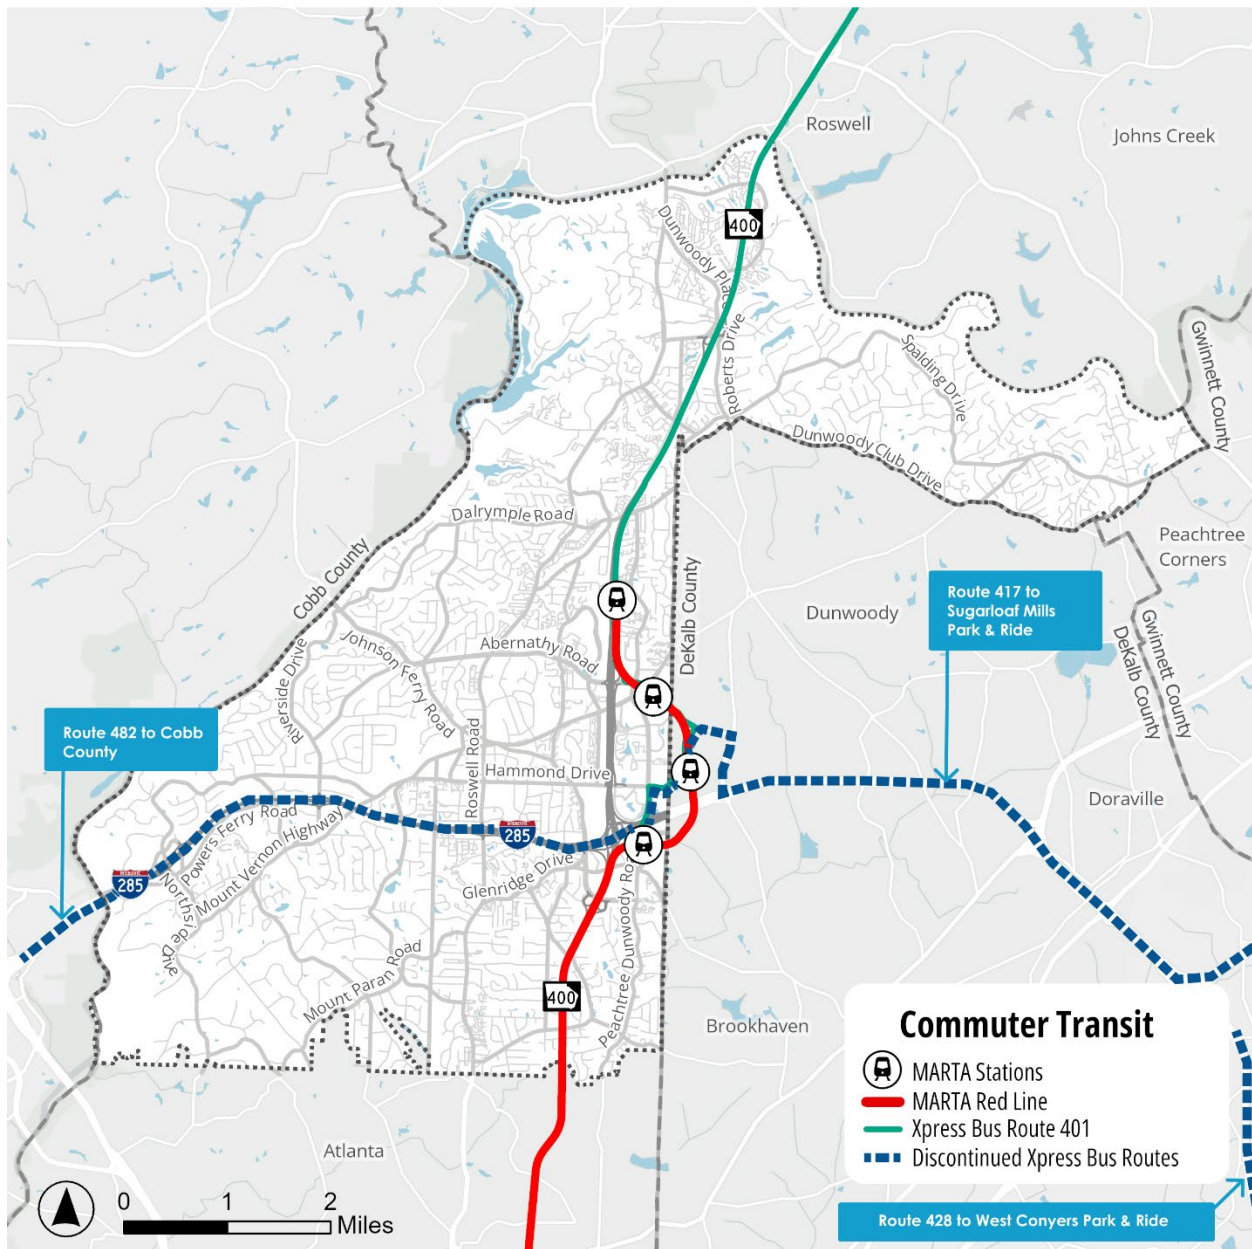 Roswell
Johns Creek
400
Dunwoody Place
Roberts Drive
Spalding Drive
Gwinnett County
Dunwoody Club Drive
Dalrymple Road
Peachtree
Corners
Cobb County
DeKalb County
Dunwoody
Route 417 to
Sugarloaf Mills
Park & Ride
Gwinnett County
DeKalb County
Abernathy Road
Johnson Ferry Road
Riverside Drive
Route 482 to Cobb
County
Roswell Road
Hammond Drive
Doraville
Powers Ferry Road
285
285
Mount Vernon Highway
Northside Drive
Glenridge Drive
Peachtree Dunwoody Road
Mount Paran Road
400
Brookhaven
Atlanta
Commuter Transit
MARTA Stations
MARTA Red Line
Xpress Bus Route 401
Discontinued Xpress Bus Routes
Route 428 to West Conyers Park & Ride
0 1 2
Miles